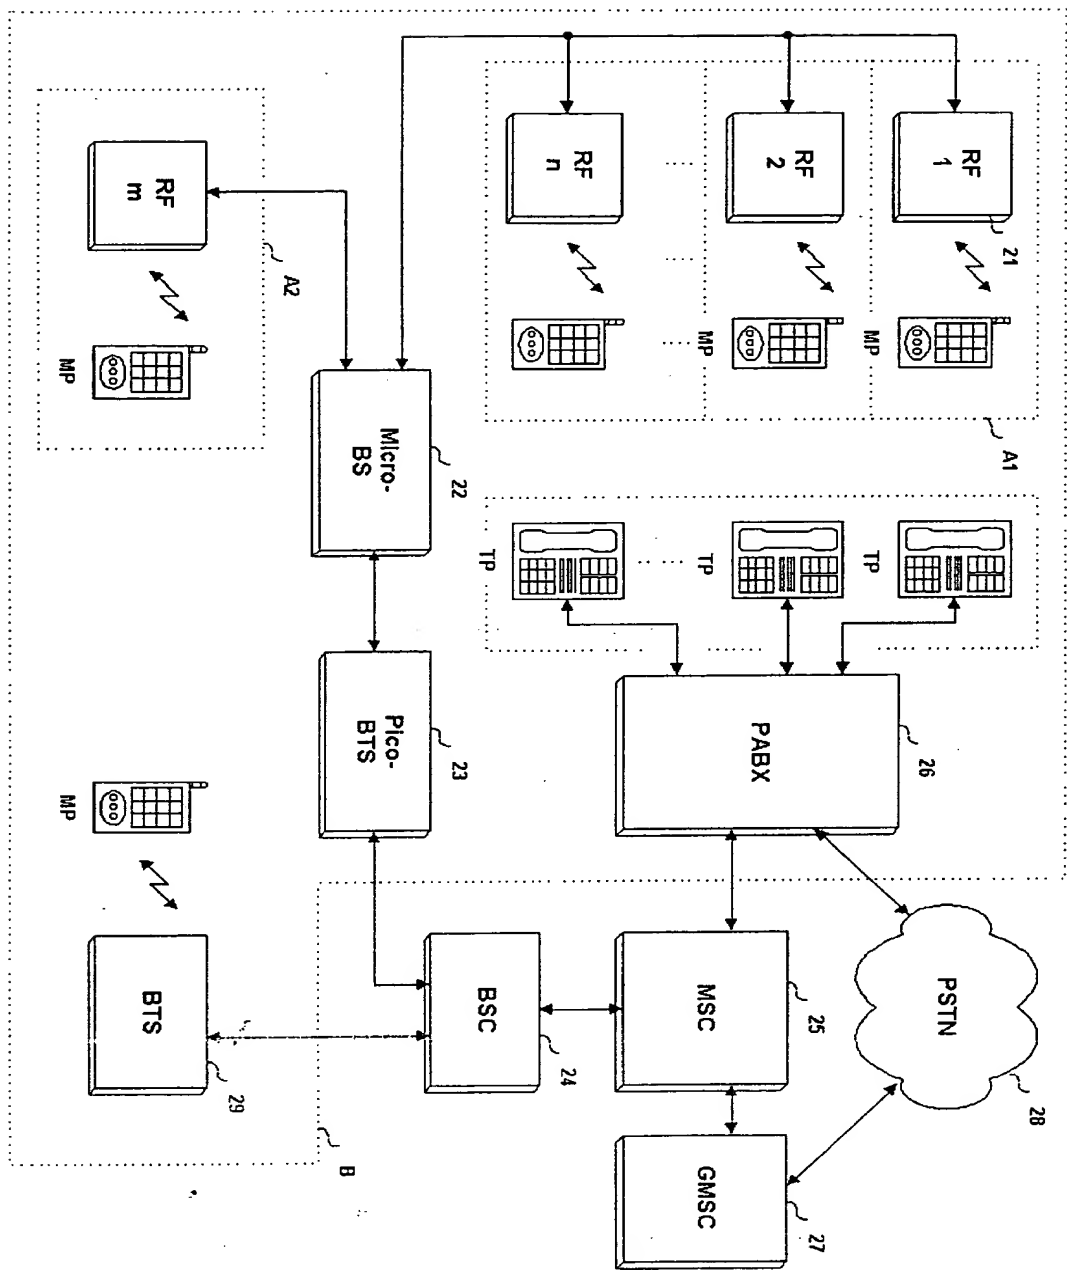 28
21
A1
RF
1
PSTN
26
MP
TP
25
27
RF
2
PABX
MP
TP
MSC
GMSC
RF
n
24
TP
BSC
22
23
Micro-
BS
Pico-
BTS
B
A2
29
RF
m
BTS
MP
MP